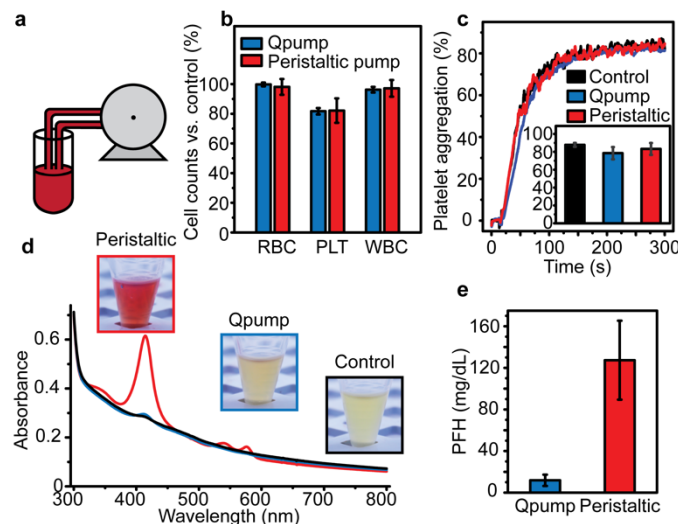 a
b
Qpump
Peristaltic pump
Cell counts vs. control (%)
140
120
100
80
60
40
20
0
RBC PLT WBC
c
Platelet aggregation (%)
80
60
40
20
0
Control
Qpump
Peristaltic
100
80
60
40
20
0
0 100 200 300
Time (s)
d
Peristaltic
Qpump
Control
Absorbance
0.6
0.4
0.2
0
300 400 500 600 700 800
Wavelength (nm)
e
PFH (mg/dL)
160
120
80
40
0
Qpump Peristaltic